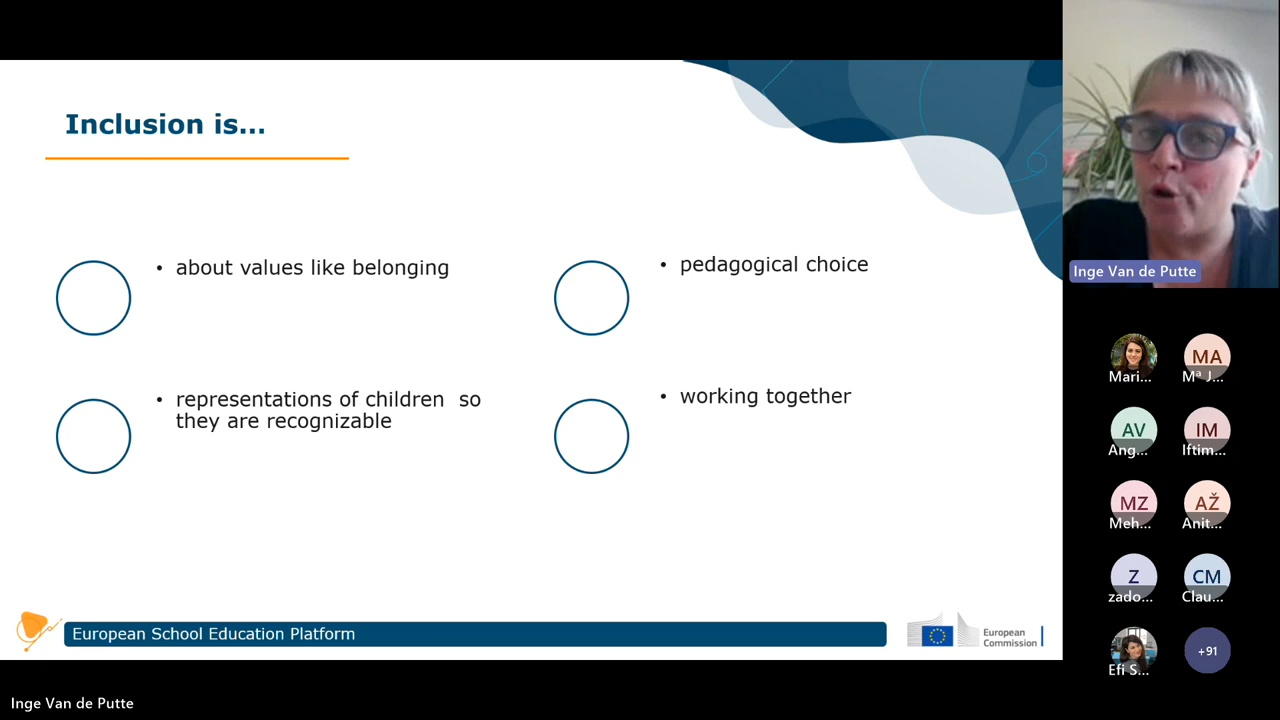 Inclusion is...
• about values like belonging
• representations of children so
they are recognizable
• pedagogical choice
• working together
European School Education Platform
European
Commission
Inge Van de Putte
Mari...
MA
Mª J...
AV
Ang...
IM
Iftim...
MZ
Meh...
AŽ
Anit...
Z
zado...
CM
Clau...
Efi S...
+91
Inge Van de Putte